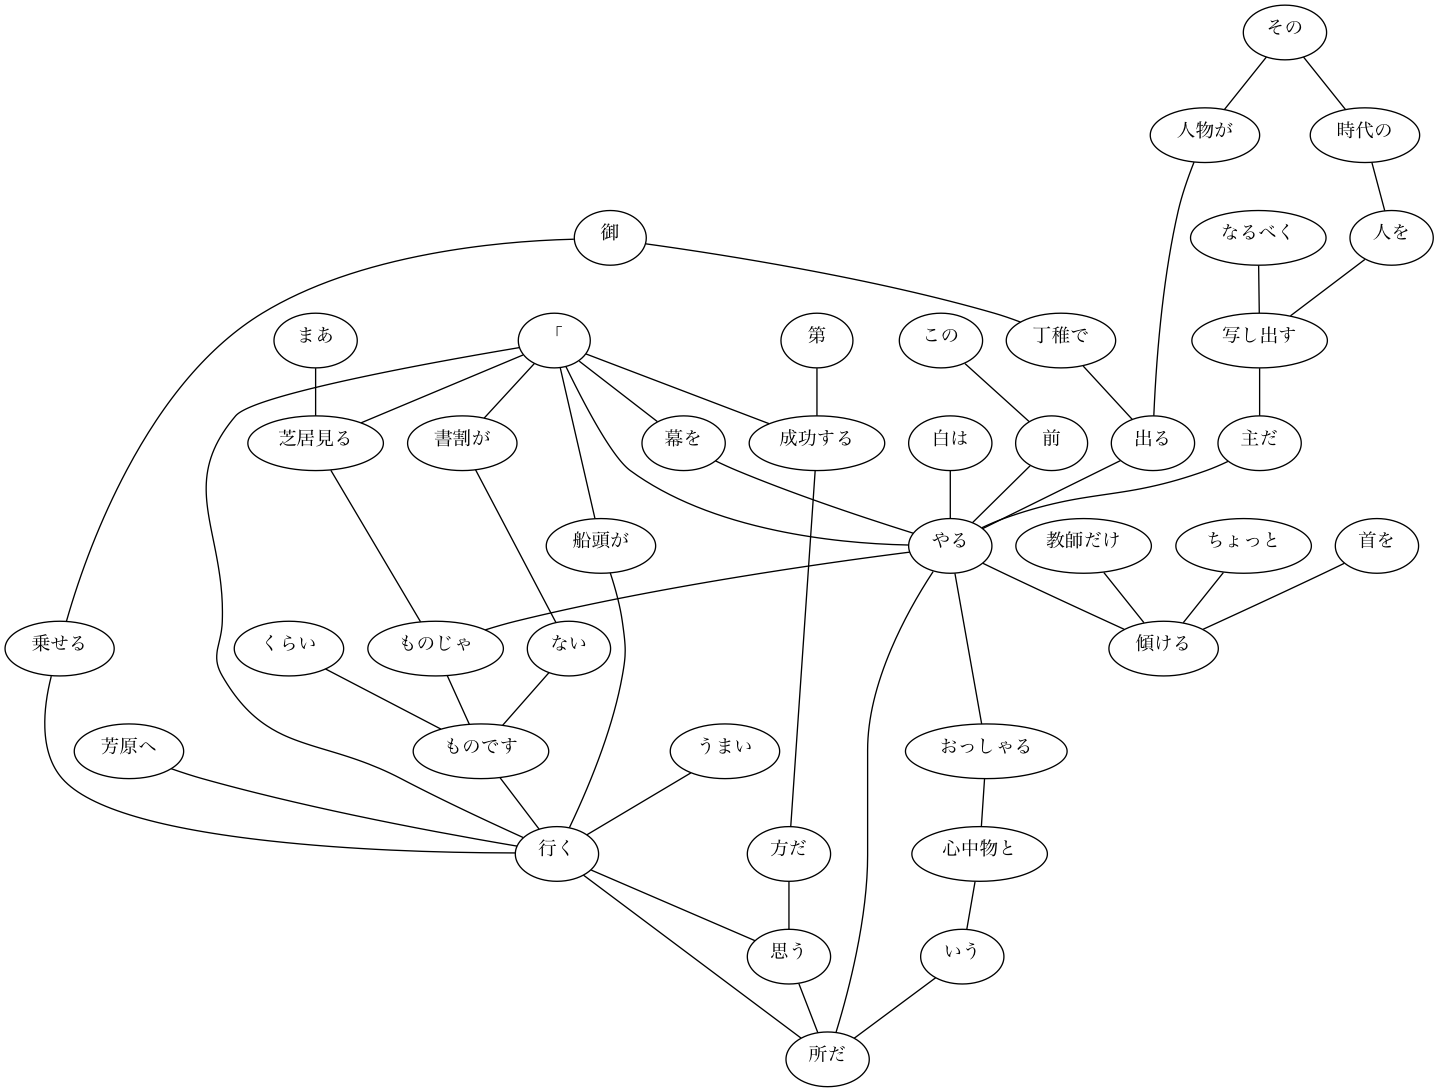 その
人物が
時代の
御
なるべく
人を
まあ
「
第
この
丁稚で
写し出す
芝居見る
書割が
幕を
成功する
白は
前
出る
主だ
船頭が
やる
教師だけ
ちょっと
首を
乗せる
くらい
ものじゃ
ない
傾ける
芳原へ
ものです
うまい
おっしゃる
行く
方だ
心中物と
思う
いう
所だ